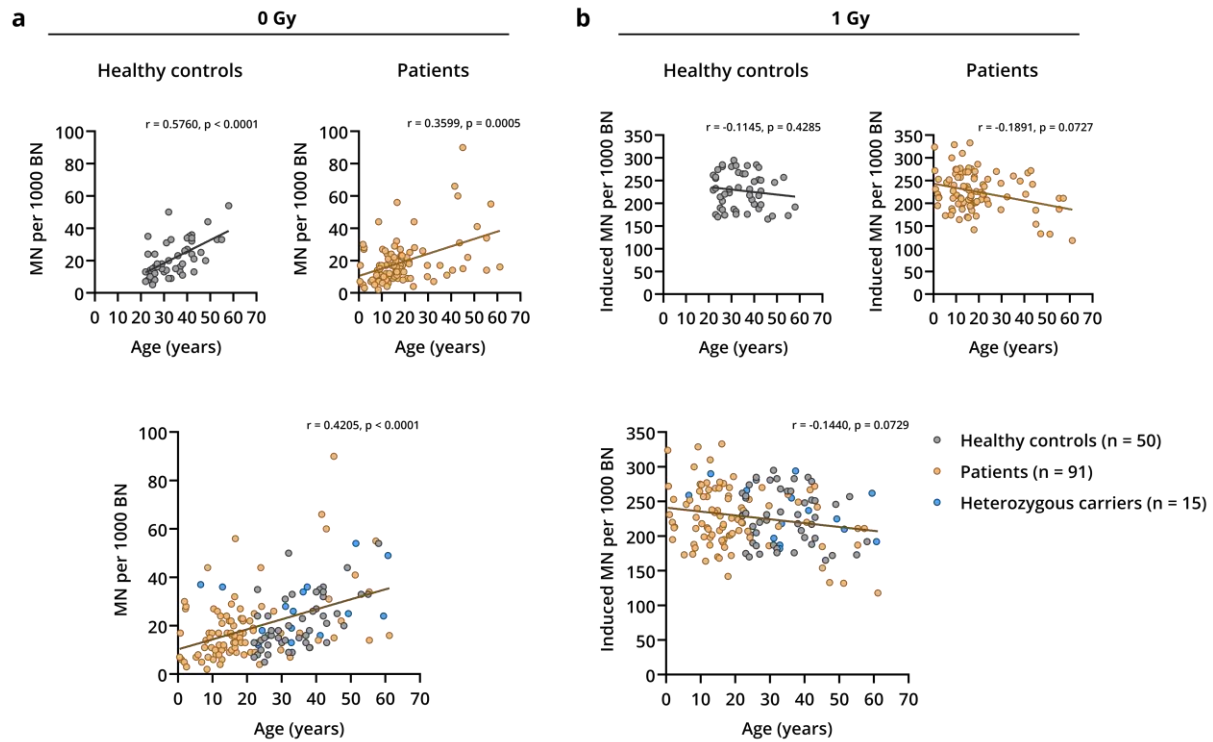 a
0 Gy
Healthy controls
Patients
r = 0.5760, p < 0.0001
MN per 1000 BN
100
80
60
40
20
0
0 10 20 30 40 50 60 70
Age (years)
r = 0.3599, p = 0.0005
MN per 1000 BN
100
80
60
40
20
0
0 10 20 30 40 50 60 70
Age (years)
r = 0.4205, p < 0.0001
MN per 1000 BN
100
80
60
40
20
0
0 10 20 30 40 50 60 70
Age (years)
b
1 Gy
Healthy controls
Patients
r = -0.1145, p = 0.4285
Induced MN per 1000 BN
350
300
250
200
150
100
50
0
0 10 20 30 40 50 60 70
Age (years)
r = -0.1891, p = 0.0727
Induced MN per 1000 BN
350
300
250
200
150
100
50
0
0 10 20 30 40 50 60 70
Age (years)
r = -0.1440, p = 0.0729
Induced MN per 1000 BN
350
300
250
200
150
100
50
0
0 10 20 30 40 50 60 70
Age (years)
Healthy controls (n = 50)
Patients (n = 91)
Heterozygous carriers (n = 15)